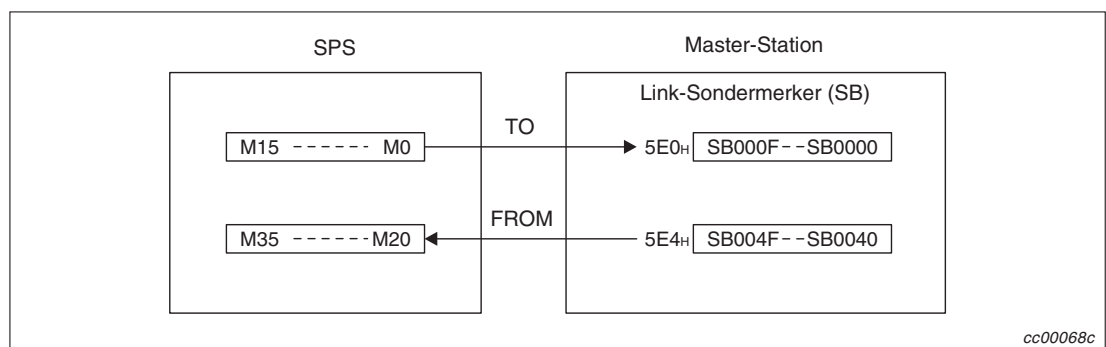 SPS
Master-Station
Link-Sondermerker (SB)
M15 ------ M0
TO
5E0H
SB000F--SB0000
M35 ------M20
FROM
5E4H
SB004F--SB0040
cc00068c